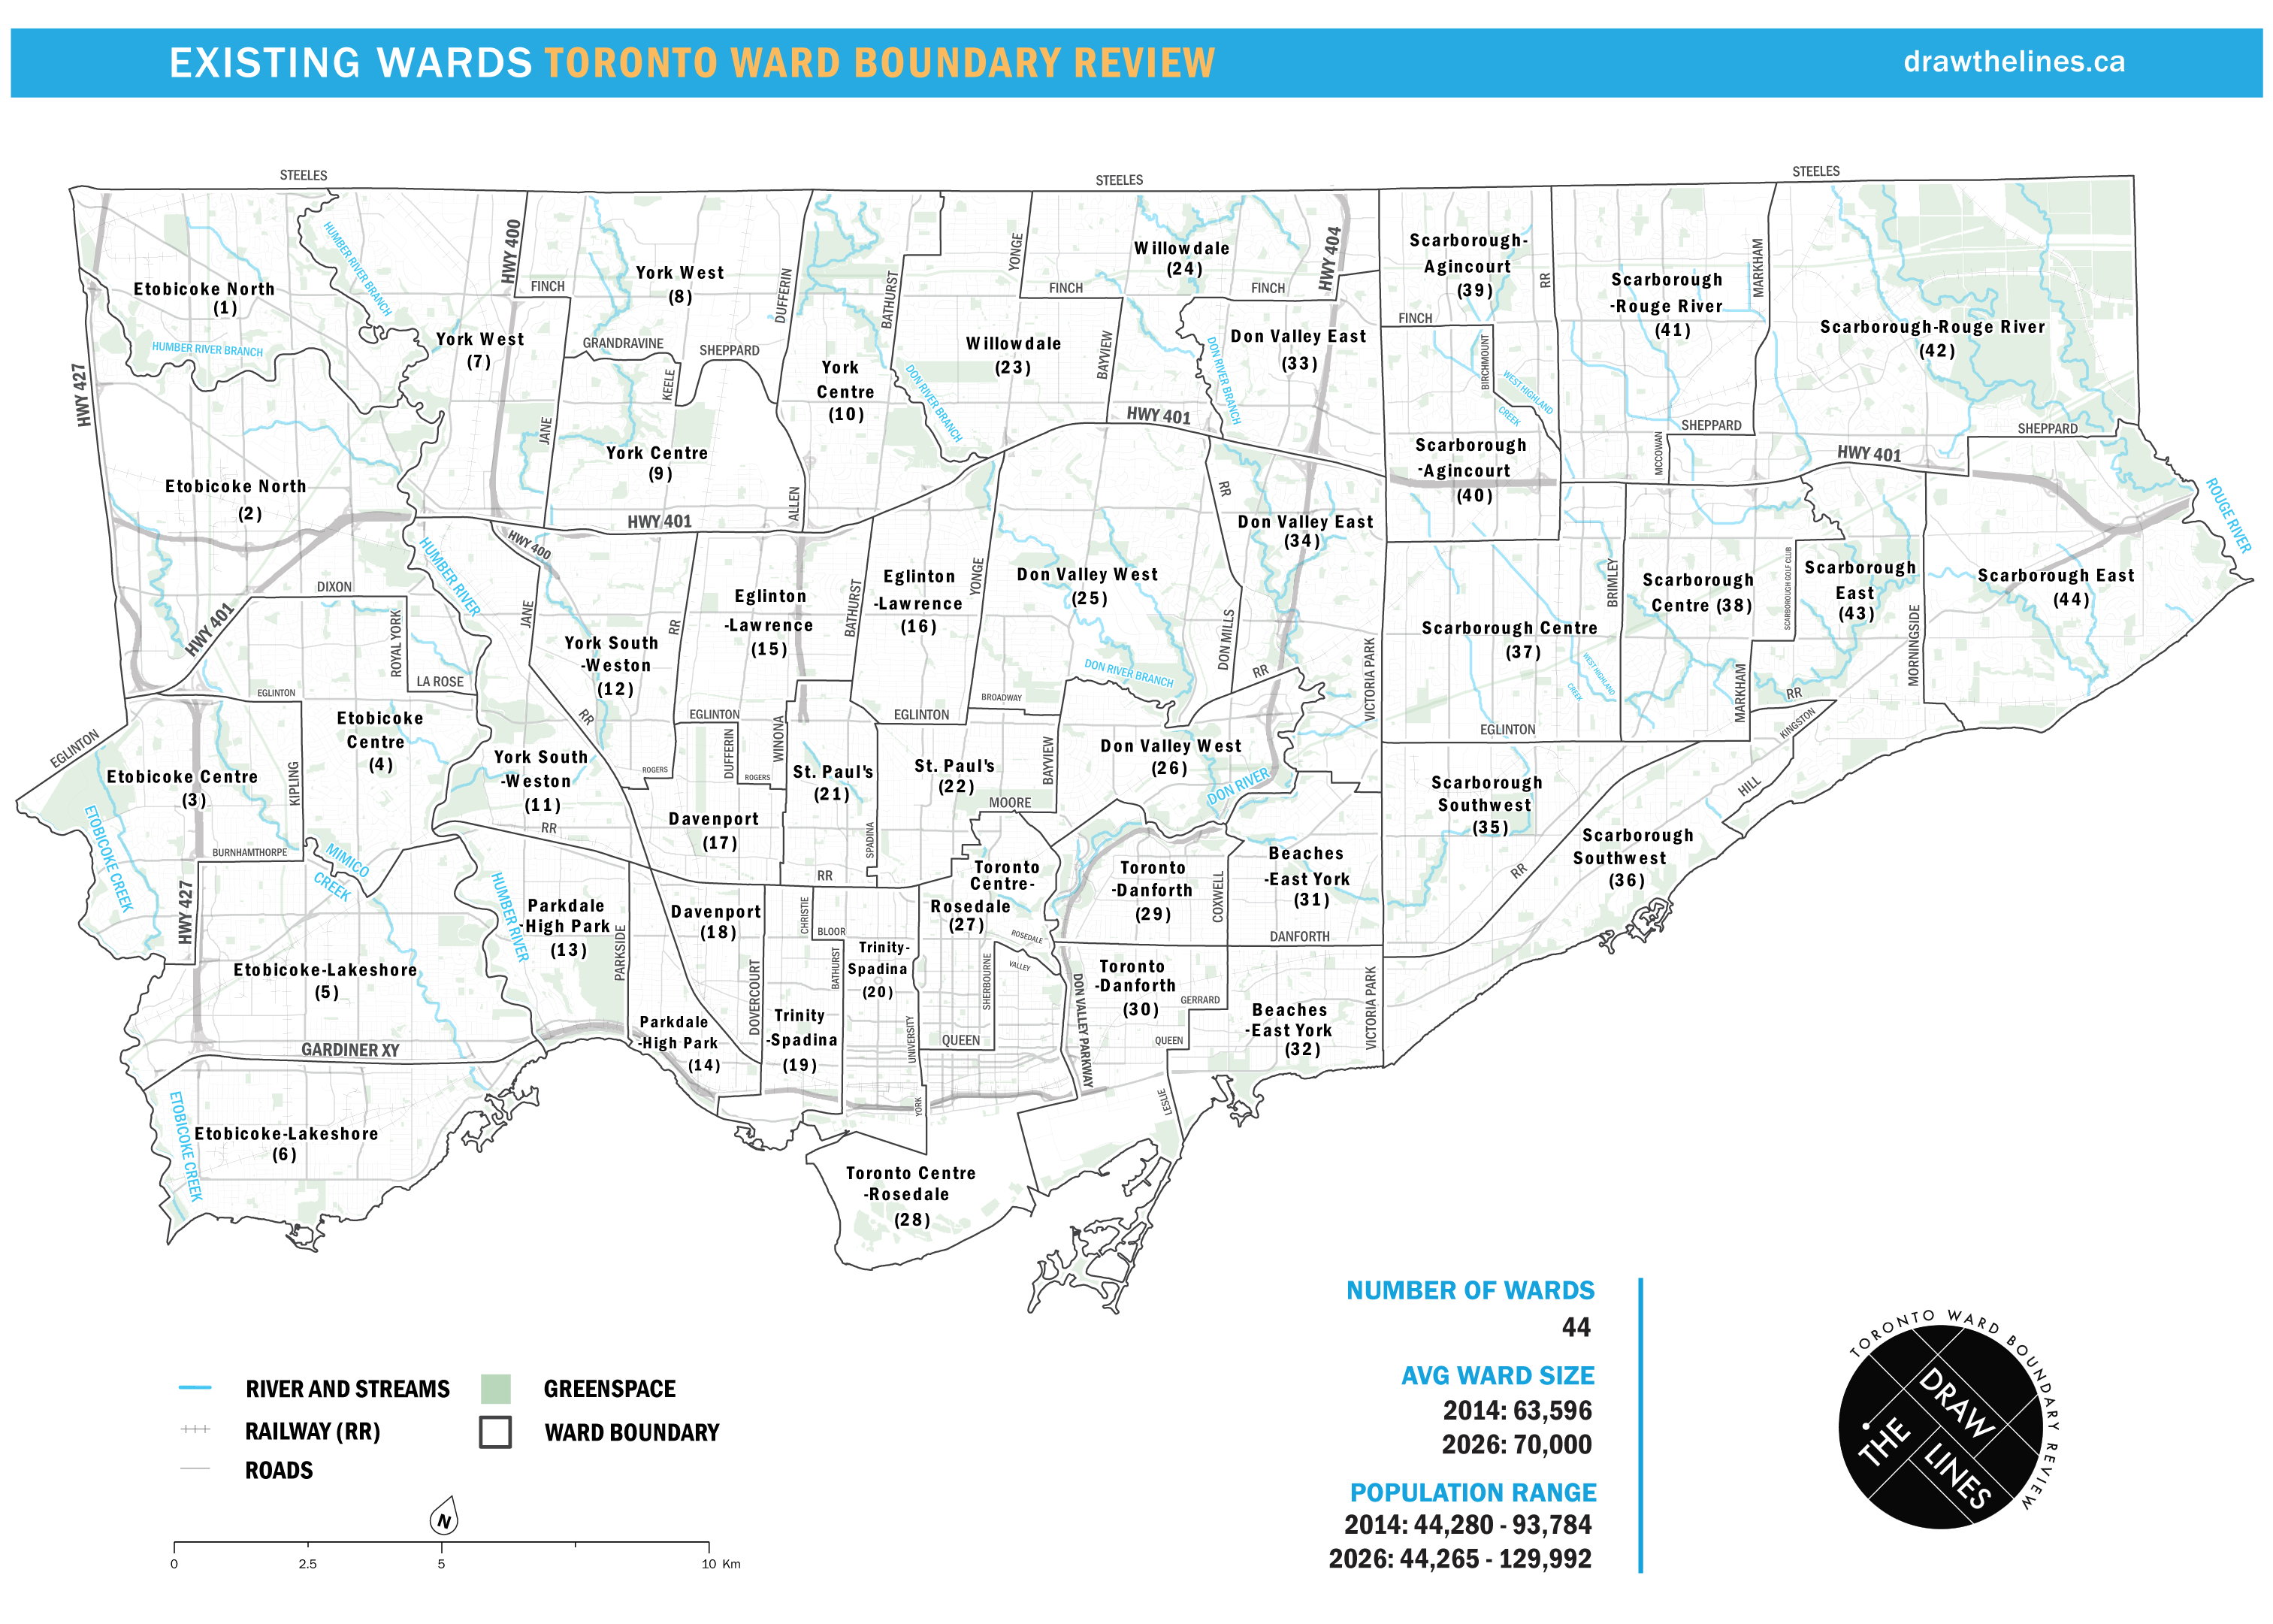 EXISTING WARDS TORONTO WARD BOUNDARY REVIEW
drawthelines.ca
STEELES
STEELES
STEELES
HUMBER RIVER BRANCH
HWY 400
Etobicoke North
(1)
HUMBER RIVER BRANCH
HWY 427
York West
(7)
FINCH
York West
(8)
DUFFERIN
GRANDRAVINE
SHEPPARD
KEELE
JANE
York Centre
(9)
ALLEN
York
Centre
(10)
BATHURST
DON RIVER BRANCH
YONGE
FINCH
Willowdale
(23)
BAYVIEW
Willowdale
(24)
FINCH
HWY 404
DON RIVER BRANCH
Don Valley East
(33)
HWY 401
Scarborough-
Agincourt
(39)
FINCH
BIRCHMOUNT
WEST HIGHLAND
CREEK
RR
Scarborough
-Agincourt
(40)
Scarborough
-Rouge River
(41)
MARKHAM
SHEPPARD
MCCOWAN
Scarborough-Rouge River
(42)
HWY 401
SHEPPARD
ROUGE RIVER
Etobicoke North
(2)
HWY 401
HWY 400
HUMBER RIVER
DIXON
HWY 401
ROYAL YORK
LA ROSE
EGLINTON
EGLINTON
JANE
York South
-Weston
(12)
RR
RR
Eglinton
-Lawrence
(15)
BATHURST
Eglinton
-Lawrence
(16)
YONGE
Don Valley West
(25)
DON RIVER BRANCH
BROADWAY
RR
DON MILLS
Don Valley East
(34)
RR
VICTORIA PARK
Scarborough Centre
(37)
WEST HIGHLAND
CREEK
BRIMLEY
EGLINTON
Scarborough
Centre (38)
SCARBOROUGH GOLF CLUB
MARKHAM
Scarborough
East
(43)
RR
KINGSTON
MORNINGSIDE
Scarborough East
(44)
Etobicoke Centre
(3)
ETOBICOKE CREEK
KIPLING
Etobicoke
Centre
(4)
BURNHAMTHORPE
MIMICO
CREEK
HWY 427
York South
-Weston
(11)
RR
EGLINTON
ROGERS
DUFFERIN
ROGERS
WINONA
Davenport
(17)
St. Paul's
(21)
SPADINA
RR
EGLINTON
St. Paul's
(22)
BAYVIEW
MOORE
Don Valley West
(26)
DON RIVER
Scarborough
Southwest
(35)
RR
HILL
Scarborough
Southwest
(36)
HUMBER RIVER
Parkdale
-High Park
(13)
PARKSIDE
Davenport
(18)
DOVERCOURT
CHRISTIE
BLOOR
BATHURST
Trinity-
Spadina
(20)
UNIVERSITY
Toronto
Centre-
Rosedale
(27)
ROSEDALE
VALLEY
SHERBOURNE
QUEEN
Toronto
-Danforth
(29)
COXWELL
Beaches
-East York
(31)
DANFORTH
Toronto
-Danforth
(30)
GERRARD
QUEEN
DON VALLEY PARKWAY
LESLIE
Beaches
-East York
(32)
VICTORIA PARK
Etobicoke-Lakeshore
(5)
GARDINER XY
ETOBICOKE CREEK
Etobicoke-Lakeshore
(6)
Parkdale
-High Park
(14)
Trinity
-Spadina
(19)
YORK
Toronto Centre
-Rosedale
(28)
NUMBER OF WARDS
44
AVG WARD SIZE
2014: 63,596
2026: 70,000
POPULATION RANGE
2014: 44,280 - 93,784
2026: 44,265 - 129,992
RIVER AND STREAMS
GREENSPACE
RAILWAY (RR)
WARD BOUNDARY
ROADS
N
0 2.5 5 10 Km
TORONTO WARD BOUNDARY REVIEW
DRAW
THE
LINES